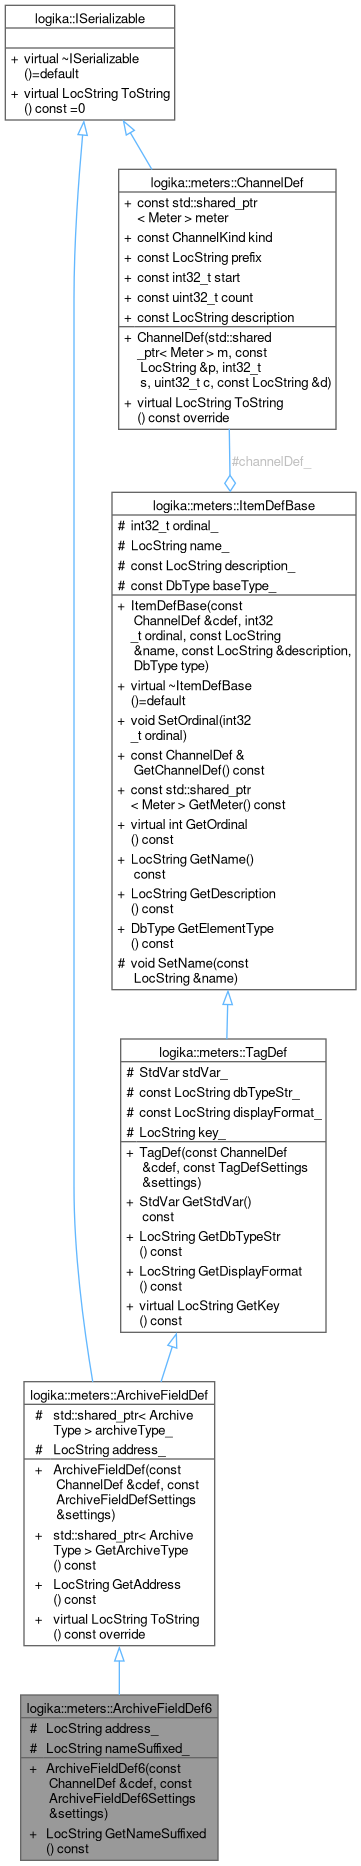 logika::ISerializable
+ virtual ~ISerializable
()=default
+ virtual LocString ToString
() const =0
logika::meters::ChannelDef
+ const std::shared_ptr
< Meter > meter
+ const ChannelKind kind
+ const LocString prefix
+ const int32_t start
+ const uint32_t count
+ const LocString description
+ ChannelDef(std::shared
_ptr< Meter > m, const
LocString &p, int32_t
s, uint32_t c, const LocString &d)
+ virtual LocString ToString
() const override
#channelDef_
logika::meters::ItemDefBase
# int32_t ordinal_
# LocString name_
# const LocString description_
# const DbType baseType_
+ ItemDefBase(const
ChannelDef &cdef, int32
_t ordinal, const LocString
&name, const LocString &description,
DbType type)
+ virtual ~ItemDefBase
()=default
+ void SetOrdinal(int32
_t ordinal)
+ const ChannelDef &
GetChannelDef() const
+ const std::shared_ptr
< Meter > GetMeter() const
+ virtual int GetOrdinal
() const
+ LocString GetName()
const
+ LocString GetDescription
() const
+ DbType GetElementType
() const
# void SetName(const
LocString &name)
logika::meters::TagDef
# StdVar stdVar_
# const LocString dbTypeStr_
# const LocString displayFormat_
# LocString key_
+ TagDef(const ChannelDef
&cdef, const TagDefSettings
&settings)
+ StdVar GetStdVar()
const
+ LocString GetDbTypeStr
() const
+ LocString GetDisplayFormat
() const
+ virtual LocString GetKey
() const
logika::meters::ArchiveFieldDef
# std::shared_ptr< Archive
Type > archiveType_
# LocString address_
+ ArchiveFieldDef(const
ChannelDef &cdef, const
ArchiveFieldDefSettings
&settings)
+ std::shared_ptr< Archive
Type > GetArchiveType
() const
+ LocString GetAddress
() const
+ virtual LocString ToString
() const override
logika::meters::ArchiveFieldDef6
# LocString address_
# LocString nameSuffixed_
+ ArchiveFieldDef6(const
ChannelDef &cdef, const
ArchiveFieldDef6Settings
&settings)
+ LocString GetNameSuffixed
() const